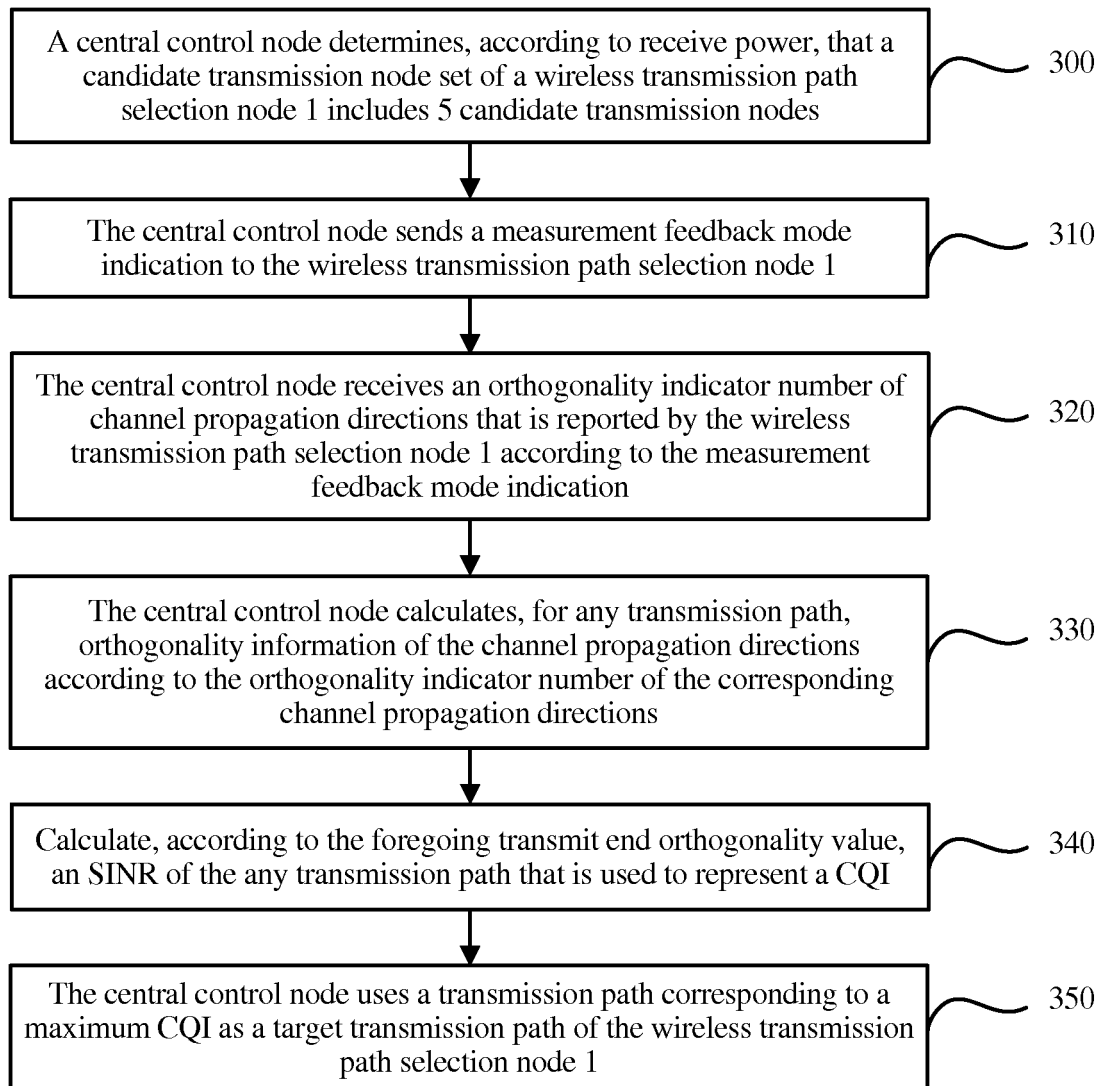 A central control node determines, according to receive power, that a
candidate transmission node set of a wireless transmission path
selection node 1 includes 5 candidate transmission nodes
300
The central control node sends a measurement feedback mode
indication to the wireless transmission path selection node 1
310
The central control node receives an orthogonality indicator number of
channel propagation directions that is reported by the wireless
transmission path selection node 1 according to the measurement
feedback mode indication
320
The central control node calculates, for any transmission path,
orthogonality information of the channel propagation directions
according to the orthogonality indicator number of the corresponding
channel propagation directions
330
Calculate, according to the foregoing transmit end orthogonality value,
an SINR of the any transmission path that is used to represent a CQI
340
The central control node uses a transmission path corresponding to a
maximum CQI as a target transmission path of the wireless transmission
path selection node 1
350